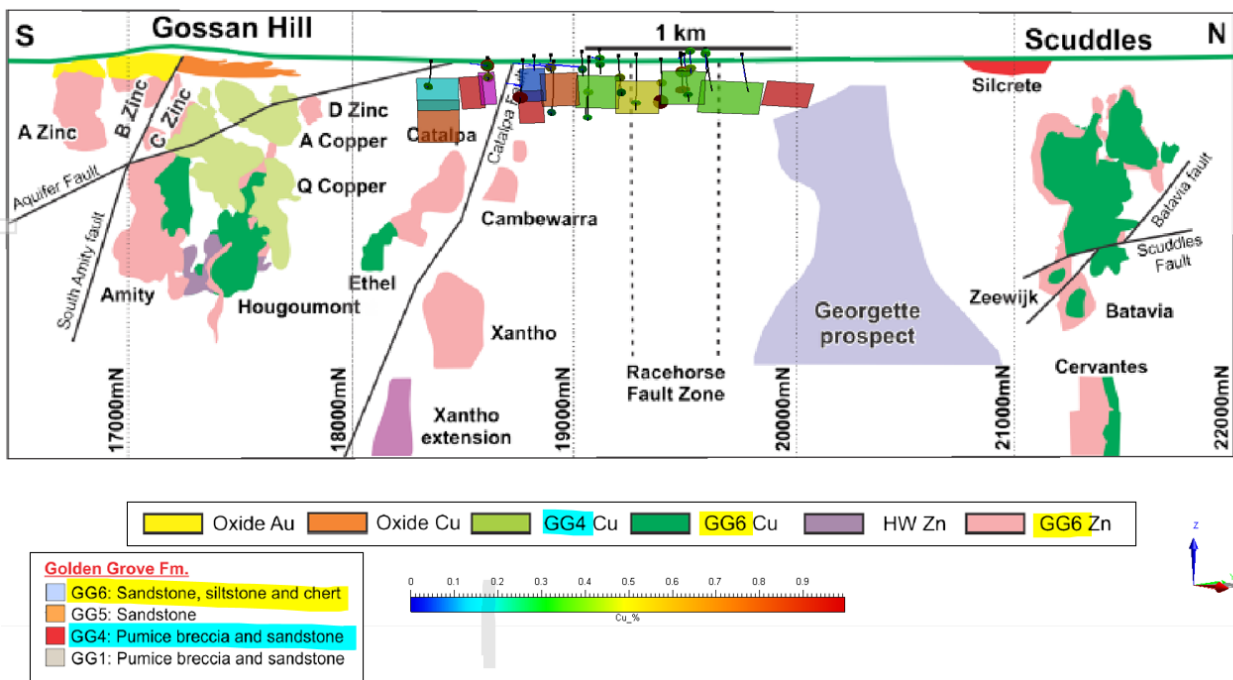 S
Gossan Hill
1 km
Scuddles
N
Silcrete
A Zinc
B Zinc
C Zinc
D Zinc
A Copper
Q Copper
Catalpa
Catalpa Fault
Cambewarra
Aquifer Fault
South Amity fault
Amity
Hougoumont
Ethel
Xantho
Xantho
extension
Georgette
prospect
Racehorse
Fault Zone
Batavia fault
Scuddles
Fault
Zeewijk
Batavia
Cervantes
17000mN
18000mN
19000mN
20000mN
21000mN
22000mN
Oxide Au
Oxide Cu
GG4 Cu
GG6 Cu
HW Zn
GG6 Zn
Golden Grove Fm.
GG6: Sandstone, siltstone and chert
GG5: Sandstone
GG4: Pumice breccia and sandstone
GG1: Pumice breccia and sandstone
0 0.1 0.2 0.3 0.4 0.5 0.6 0.7 0.8 0.9
Cu_%
Z